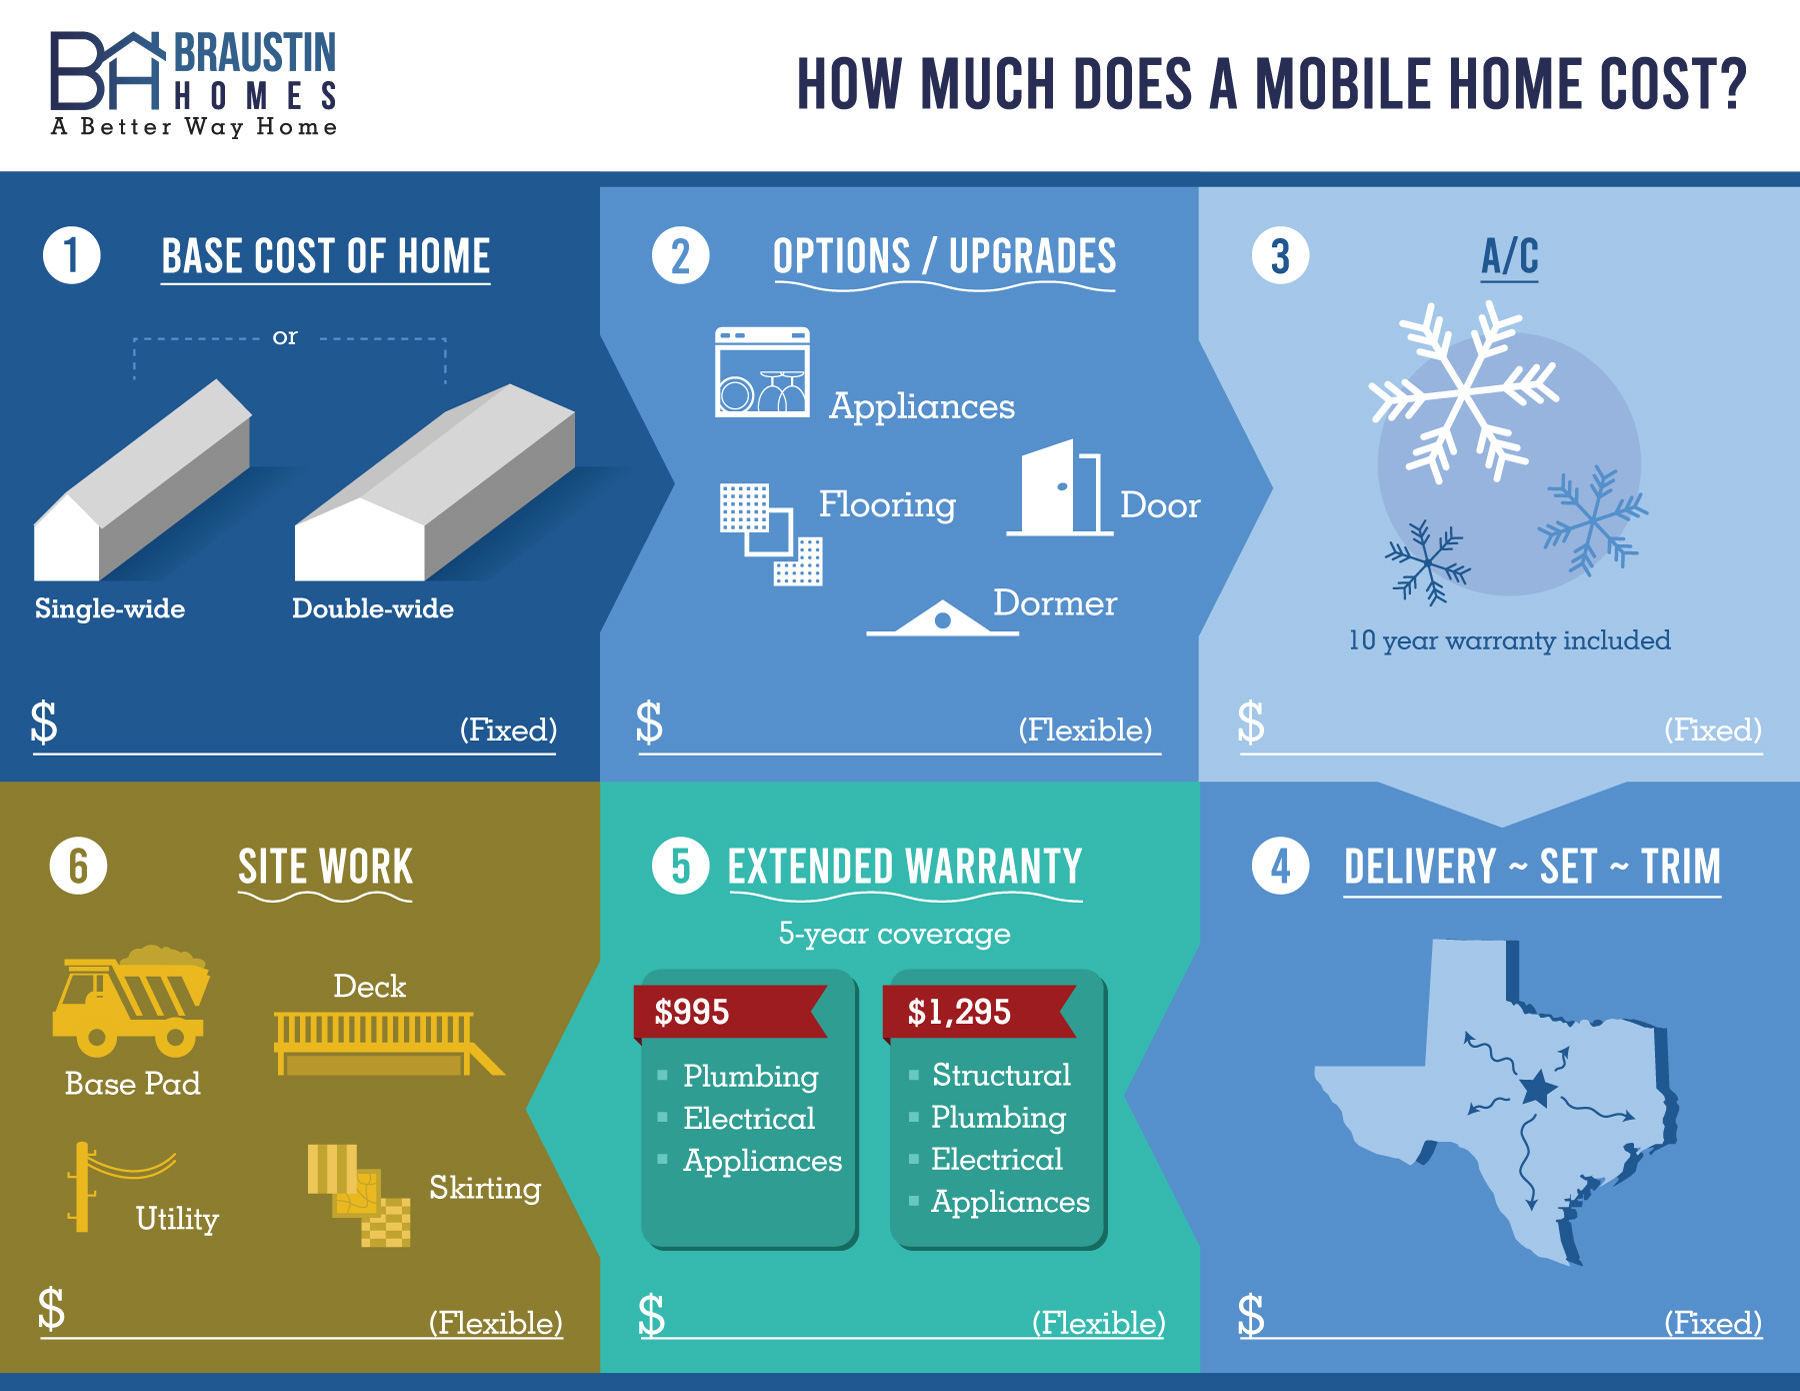 BH BRAUSTIN
HOMES
A Better Way Home
HOW MUCH DOES A MOBILE HOME COST?
1
BASE COST OF HOME
or
Single-wide
Double-wide
$
(Fixed)
2
OPTIONS / UPGRADES
Appliances
Flooring
Door
Dormer
$
(Flexible)
3
A/C
10 year warranty included
$
(Fixed)
4
DELIVERY ~ SET ~ TRIM
$
(Fixed)
5
EXTENDED WARRANTY
5-year coverage
$995
Plumbing
Electrical
Appliances
$1,295
Structural
Plumbing
Electrical
Appliances
$
(Flexible)
6
SITE WORK
Base Pad
Deck
Utility
Skirting
$
(Flexible)